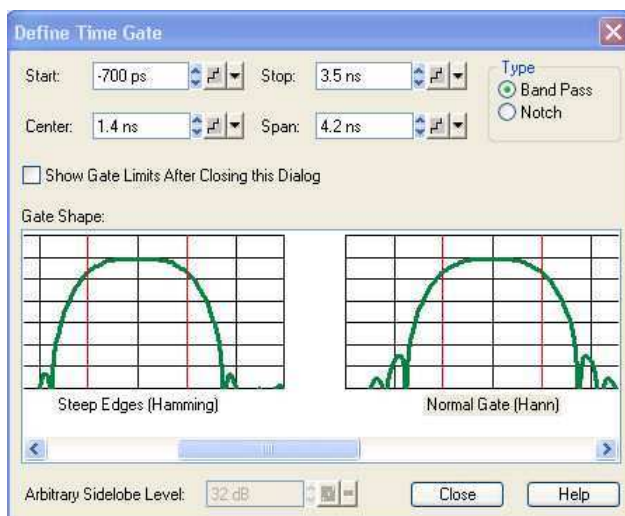 Define Time Gate
Start: -700 ps Stop: 3.5 ns
Type
Band Pass
Notch
Center: 1.4 ns Span: 4.2 ns
Show Gate Limits After Closing this Dialog
Gate Shape:
Steep Edges (Hamming) Normal Gate (Hann)
Arbitrary Sidelobe Level: 32 dB Close Help